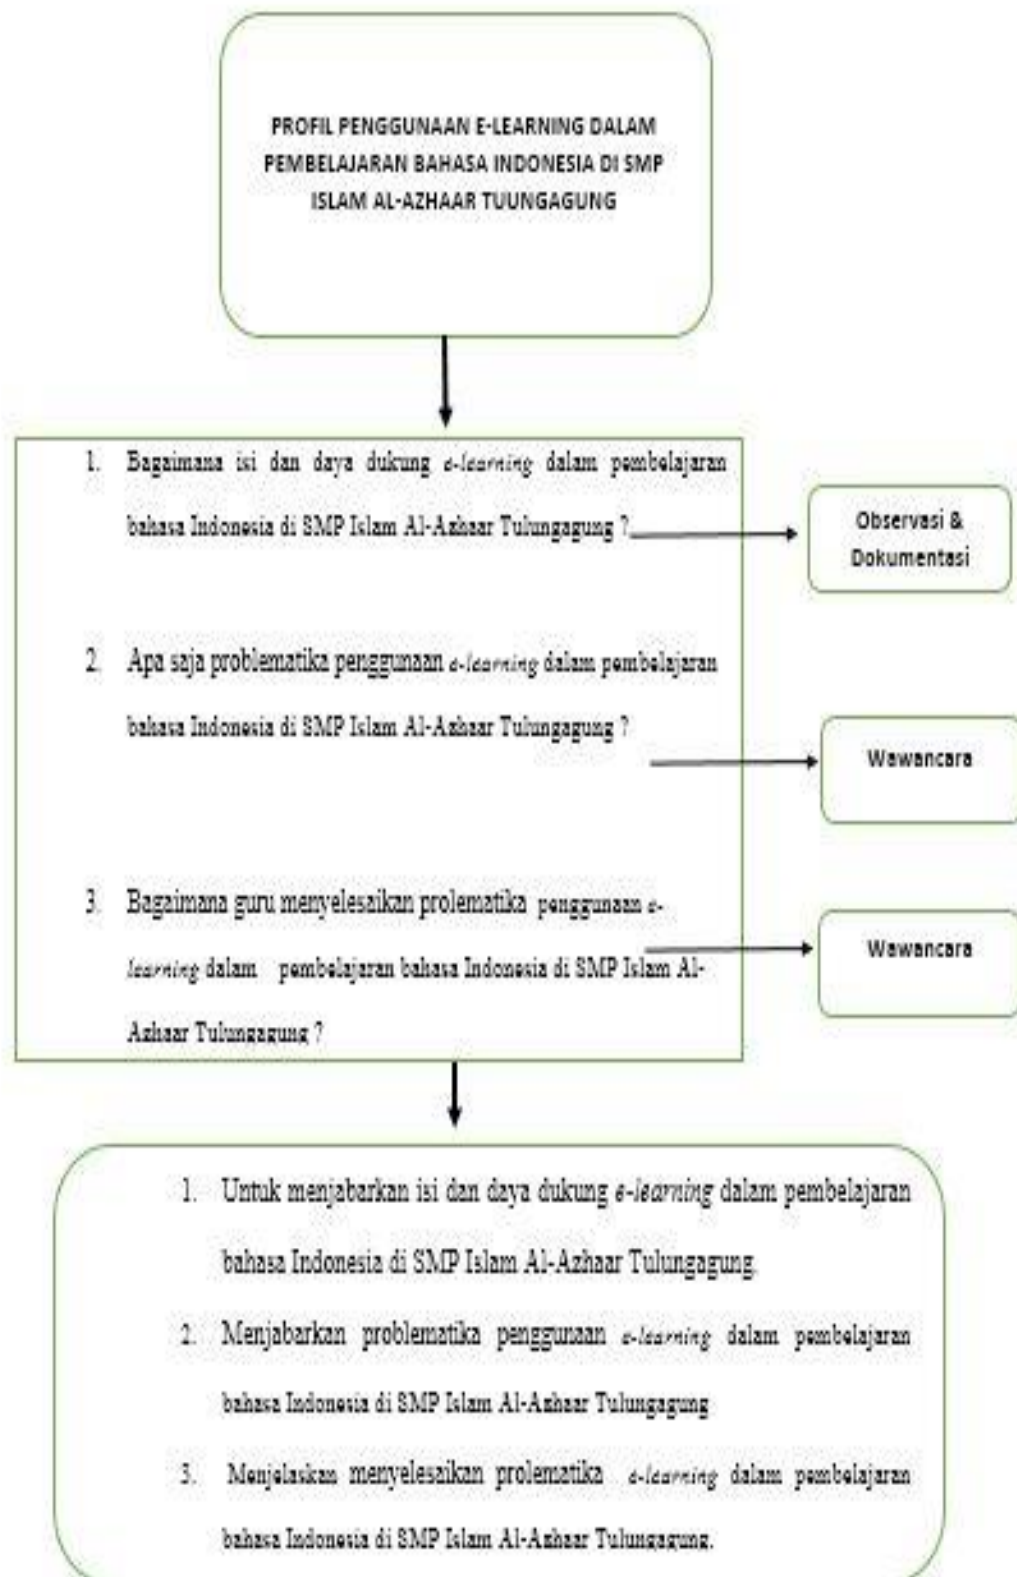 PROFIL PENGGUNAAN E-LEARNING DALAM
PEMBELAJARAN BAHASA INDONESIA DI SMP
ISLAM AL-AZHAAR TUUNGAGUNG
1. Bagaimana isi dan daya dukung e-learning dalam pembelajaran
bahasa Indonesia di SMP Islam Al-Azhaar Tulungagung ?
Observasi &
Dokumentasi
2. Apa saja problematika penggunaan e-learning dalam pembelajaran
bahasa Indonesia di SMP Islam Al-Azhaar Tulungagung ?
Wawancara
3. Bagaimana guru menyelesaikan prolematika penggunaan e-
learning dalam pembelajaran bahasa Indonesia di SMP Islam Al-
Azhaar Tulungagung ?
Wawancara
1. Untuk menjabarkan isi dan daya dukung e-learning dalam pembelajaran
bahasa Indonesia di SMP Islam Al-Azhaar Tulungagung.
2. Menjabarkan problematika penggunaan e-learning dalam pembelajaran
bahasa Indonesia di SMP Islam Al-Azhaar Tulungagung
3. Menjelaskan menyelesaikan prolematika e-learning dalam pembelajaran
bahasa Indonesia di SMP Islam Al-Azhaar Tulungagung.